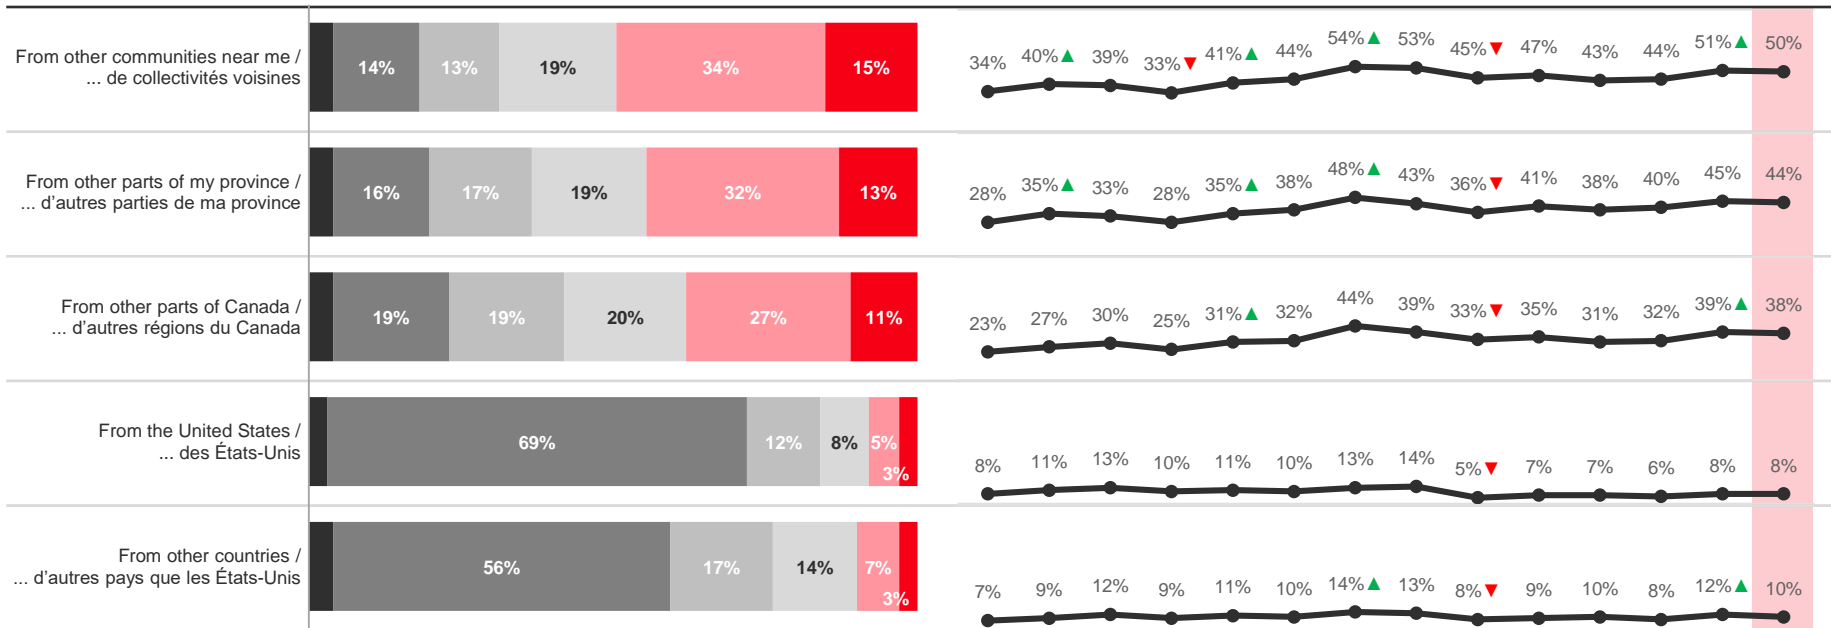 From other communities near me /
... de collectivités voisines
14% 13% 19% 34% 15%
34% 40% ▲ 39% 33% ▼ 41% ▲ 44% 54% ▲ 53% 45% ▼ 47% 43% 44% 51% ▲ 50%
From other parts of my province /
... d'autres parties de ma province
16% 17% 19% 32% 13%
28% 35% ▲ 33% 28% 35% ▲ 38% 48% ▲ 43% 36% ▼ 41% 38% 40% 45% 44%
From other parts of Canada /
... d'autres régions du Canada
19% 19% 20% 27% 11%
23% 27% 30% 25% 31% ▲ 32% 44% 39% 33% ▼ 35% 31% 32% 39% ▲ 38%
From the United States /
... des États-Unis
69% 12% 8% 5% 3%
8% 11% 13% 10% 11% 10% 13% 14% 5% ▼ 7% 7% 6% 8% 8%
From other countries /
... d'autres pays que les États-Unis
56% 17% 14% 7% 3%
7% 9% 12% 9% 11% 10% 14% ▲ 13% 8% ▼ 9% 10% 8% 12% ▲ 10%